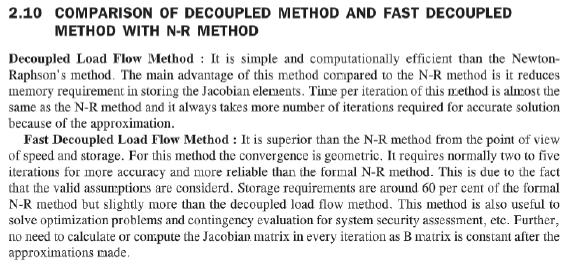 2.10 COMPARISON OF DECOUPLED METHOD AND FAST DECOUPLED
METHOD WITH N-R METHOD
Decoupled Load Flow Method : It is simple and computationally efficient than the Newton-
Raphson's method. The main advantage of this method compared to the N-R method is it reduces
memory requirement in storing the Jacobian elements. Time per iteration of this method is almost the
same as the N-R method and it always takes more number of iterations required for accurate solution
because of the approximation.
Fast Decoupled Load Flow Method : It is superior than the N-R method from the point of view
of speed and storage. For this method the convergence is geometric. It requires normally two to five
iterations for more accuracy and more reliable than the formal N-R method. This is due to the fact
that the valid assumptions are considerd. Storage requirements are around 60 per cent of the formal
N-R method but slightly more than the decoupled load flow method. This method is also useful to
solve optimization problems and contingency evaluation for system security assessment, etc. Further,
no need to calculate or compute the Jacobian matrix in every iteration as B matrix is constant after the
approximations made.